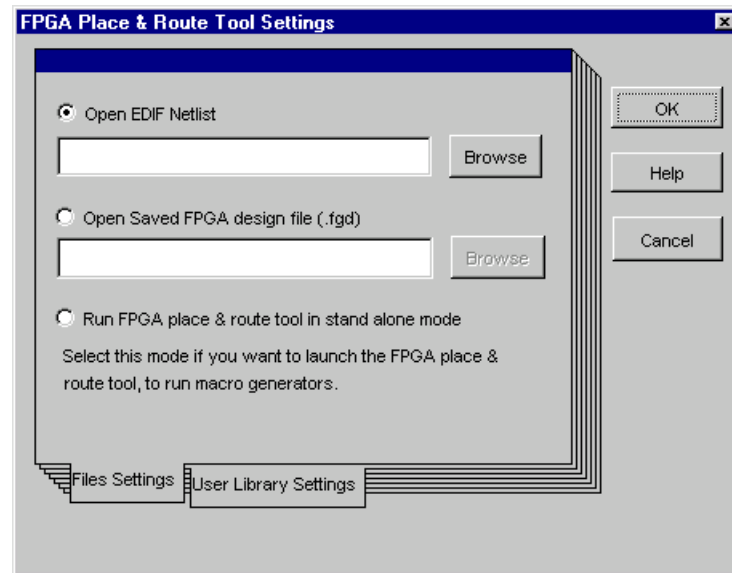 FPGA Place & Route Tool Settings
Open EDIF Netlist
Browse
Open Saved FPGA design file (.fgd)
Browse
Run FPGA place & route tool in stand alone mode
Select this mode if you want to launch the FPGA place &
route tool, to run macro generators.
Files Settings
User Library Settings
OK
Help
Cancel